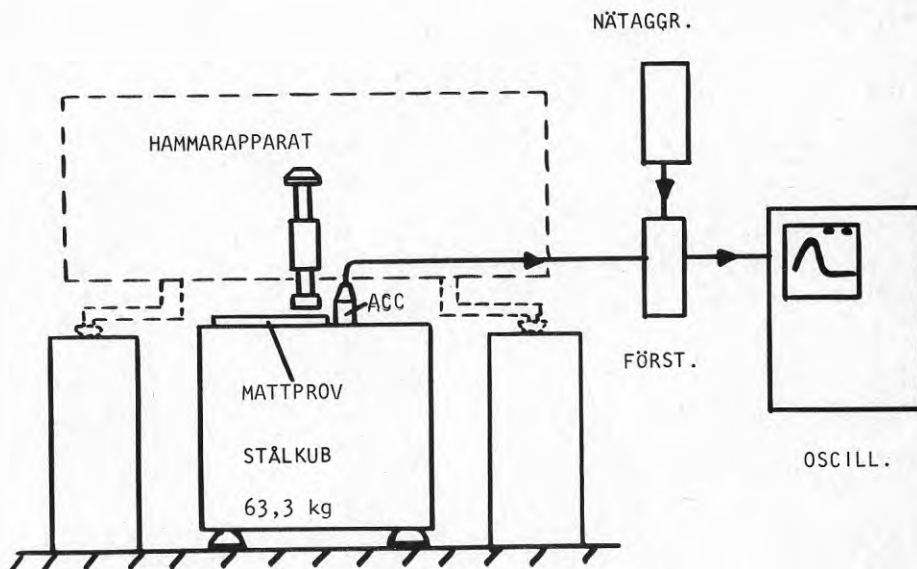 NÄTAGGR.
HAMMARAPPARAT
ACC
FÖRST.
MATTPROV
STÅLKUB
63,3 kg
OSCILL.